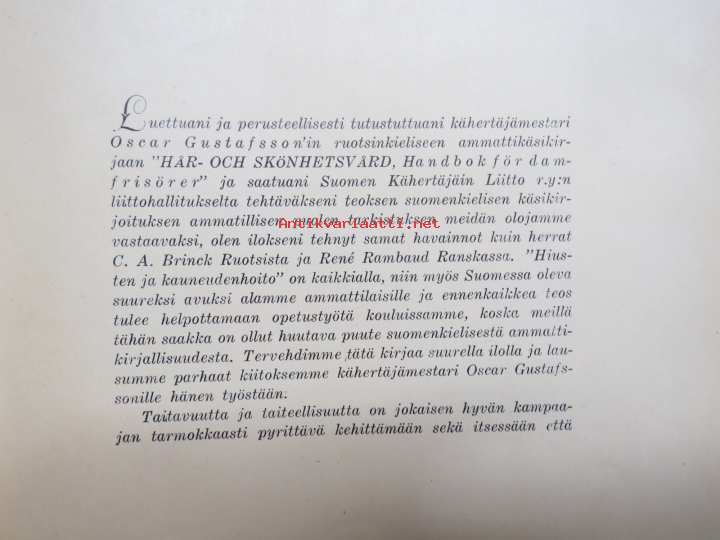 Luettuani ja perusteellisesti tutustuttuani kähertäjämestari
Oscar Gustafsson'in ruotsinkieliseen ammattikäsikir-
jaan "HÅR- OCH SKÖNHETSVÅRD, Handbok för dam-
frisörer" ja saatuani Suomen Kähertäjäin Liitto r.y:n
liittohallitukselta tehtäväkseni teoksen suomenkielisen käsikir-
joituksen ammatillisen puolen tarkistuksen meidän olojamme
Antikvariaatti.net
vastaavaksi, olen ilokseni tehnyt samat havainnot kuin herrat
C. A. Brinck Ruotsista ja René Rambaud Ranskassa. "Hius-
ten ja kauneudenhoito" on kaikkialla, niin myös Suomessa oleva
suureksi avuksi alamme ammattilaisille ja ennenkaikkea teos
tulee helpottamaan opetustyötä kouluissamme, koska meillä
tähän saakka on ollut huutava puute suomenkielisestä ammatti-
kirjallisuudesta. Tervehdimme tätä kirjaa suurella ilolla ja lau-
summe parhaat kiitoksemme kähertäjämestari Oscar Gustafs-
sonille hänen työstään.
Taitavuutta ja taiteellisuutta on jokaisen hyvän kampaa-
jan tarmokkaasti pyrittävä kehittämään sekä itsessään että